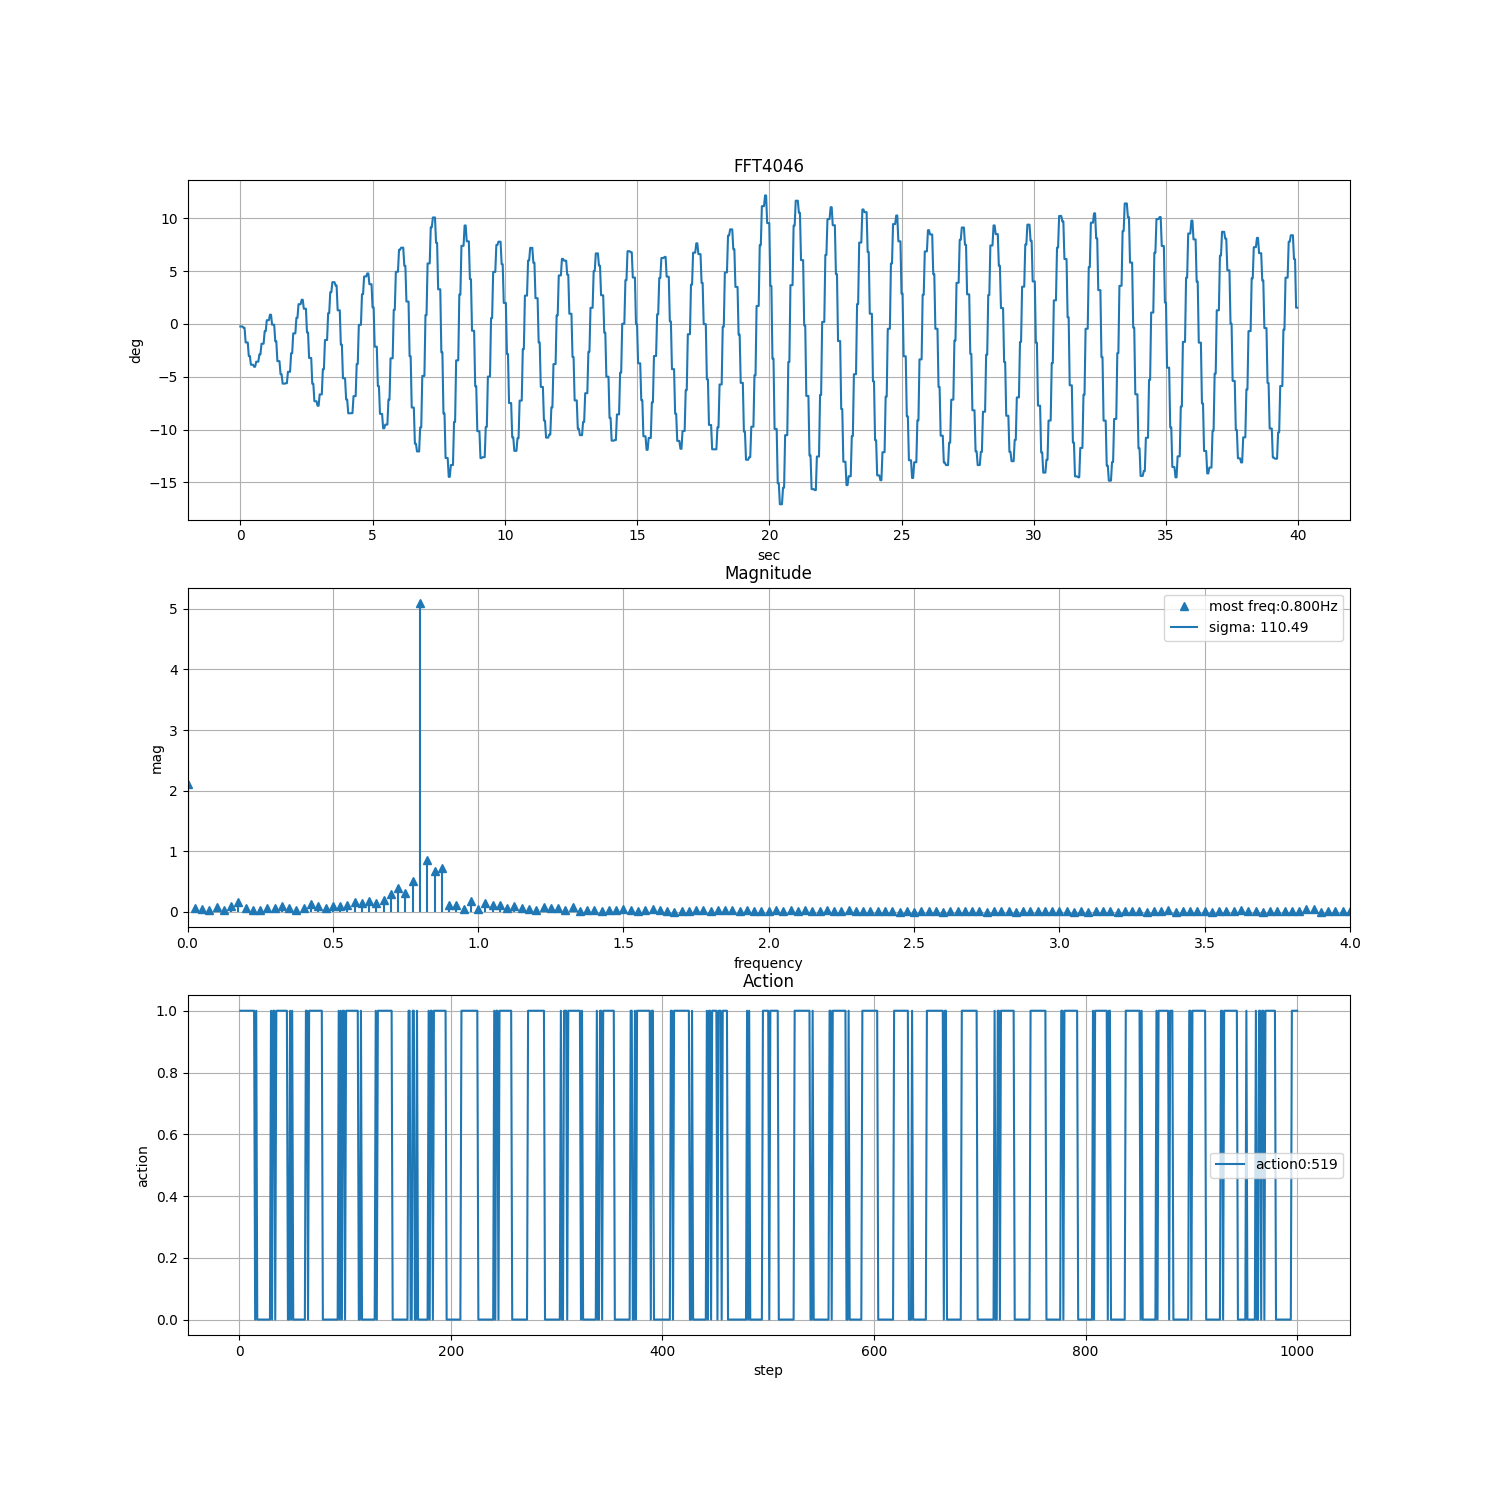 FFT4046
10
5
0
−5
−10
−15
deg
0 5 10 15 20 25 30 35 40
sec
Magnitude
5
4
3
2
1
0
mag
most freq:0.800Hz
sigma: 110.49
0.0 0.5 1.0 1.5 2.0 2.5 3.0 3.5 4.0
frequency
Action
1.0
0.8
0.6
0.4
0.2
0.0
action
action0:519
0 200 400 600 800 1000
step